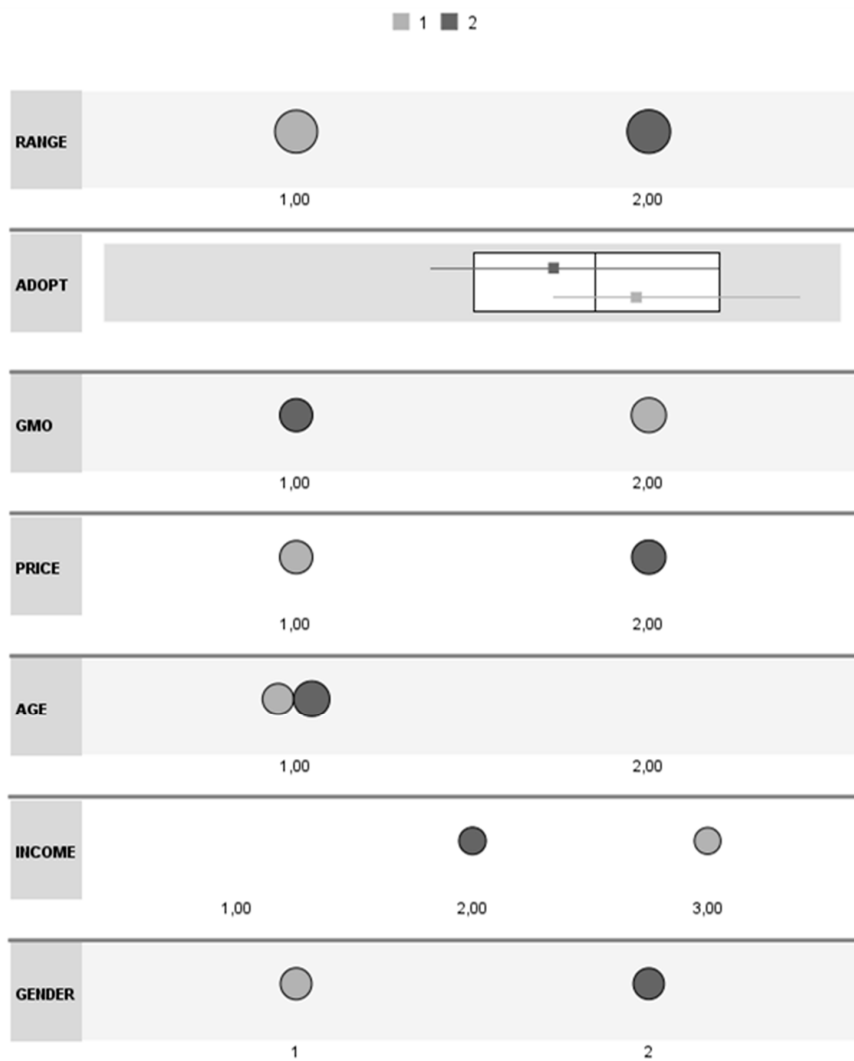 1 2
RANGE
1,00 2,00
ADOPT
GMO
1,00 2,00
PRICE
1,00 2,00
AGE
1,00 2,00
INCOME
1,00 2,00 3,00
GENDER
1 2